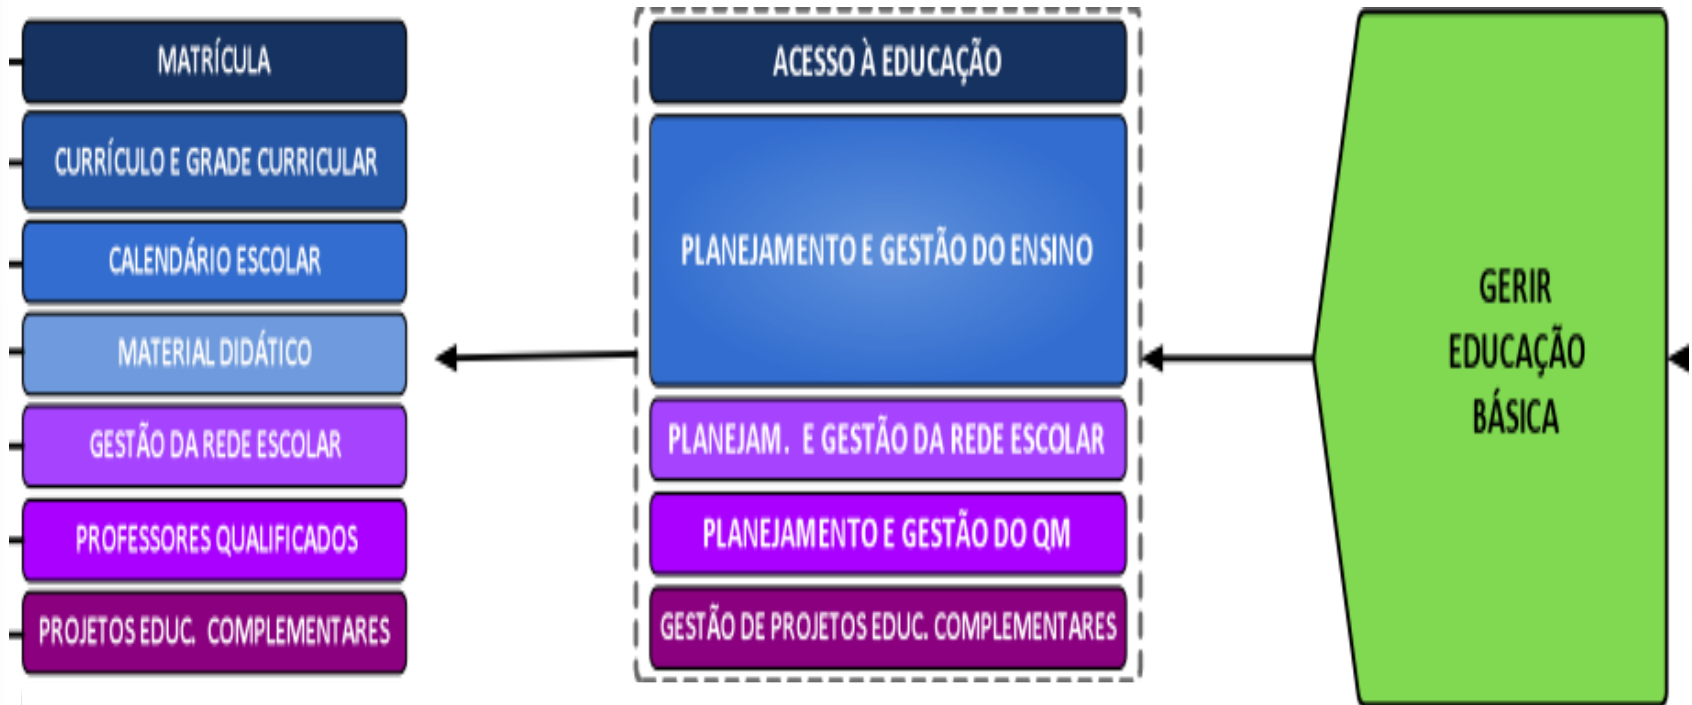 MATRÍCULA
CURRÍCULO E GRADE CURRICULAR
CALENDÁRIO ESCOLAR
MATERIAL DIDÁTICO
GESTÃO DA REDE ESCOLAR
PROFESSORES QUALIFICADOS
PROJETOS EDUC. COMPLEMENTARES
ACESSO À EDUCAÇÃO
PLANEJAMENTO E GESTÃO DO ENSINO
PLANEJAM. E GESTÃO DA REDE ESCOLAR
PLANEJAMENTO E GESTÃO DO QM
GESTÃO DE PROJETOS EDUC. COMPLEMENTARES
GERIR
EDUCAÇÃO
BÁSICA